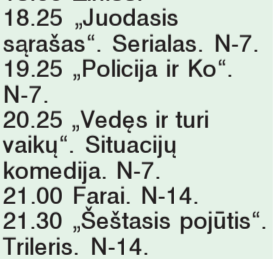 18.25 „Juodasis
sąrašas“. Serialas. N-7.
19.25 „Policija ir Ko“.
N-7.
20.25 „Vedęs ir turi
vaikų“. Situacijų
komedija. N-7.
21.00 Farai. N-14.
21.30 „Šeštasis pojūtis“.
Trileris. N-14.